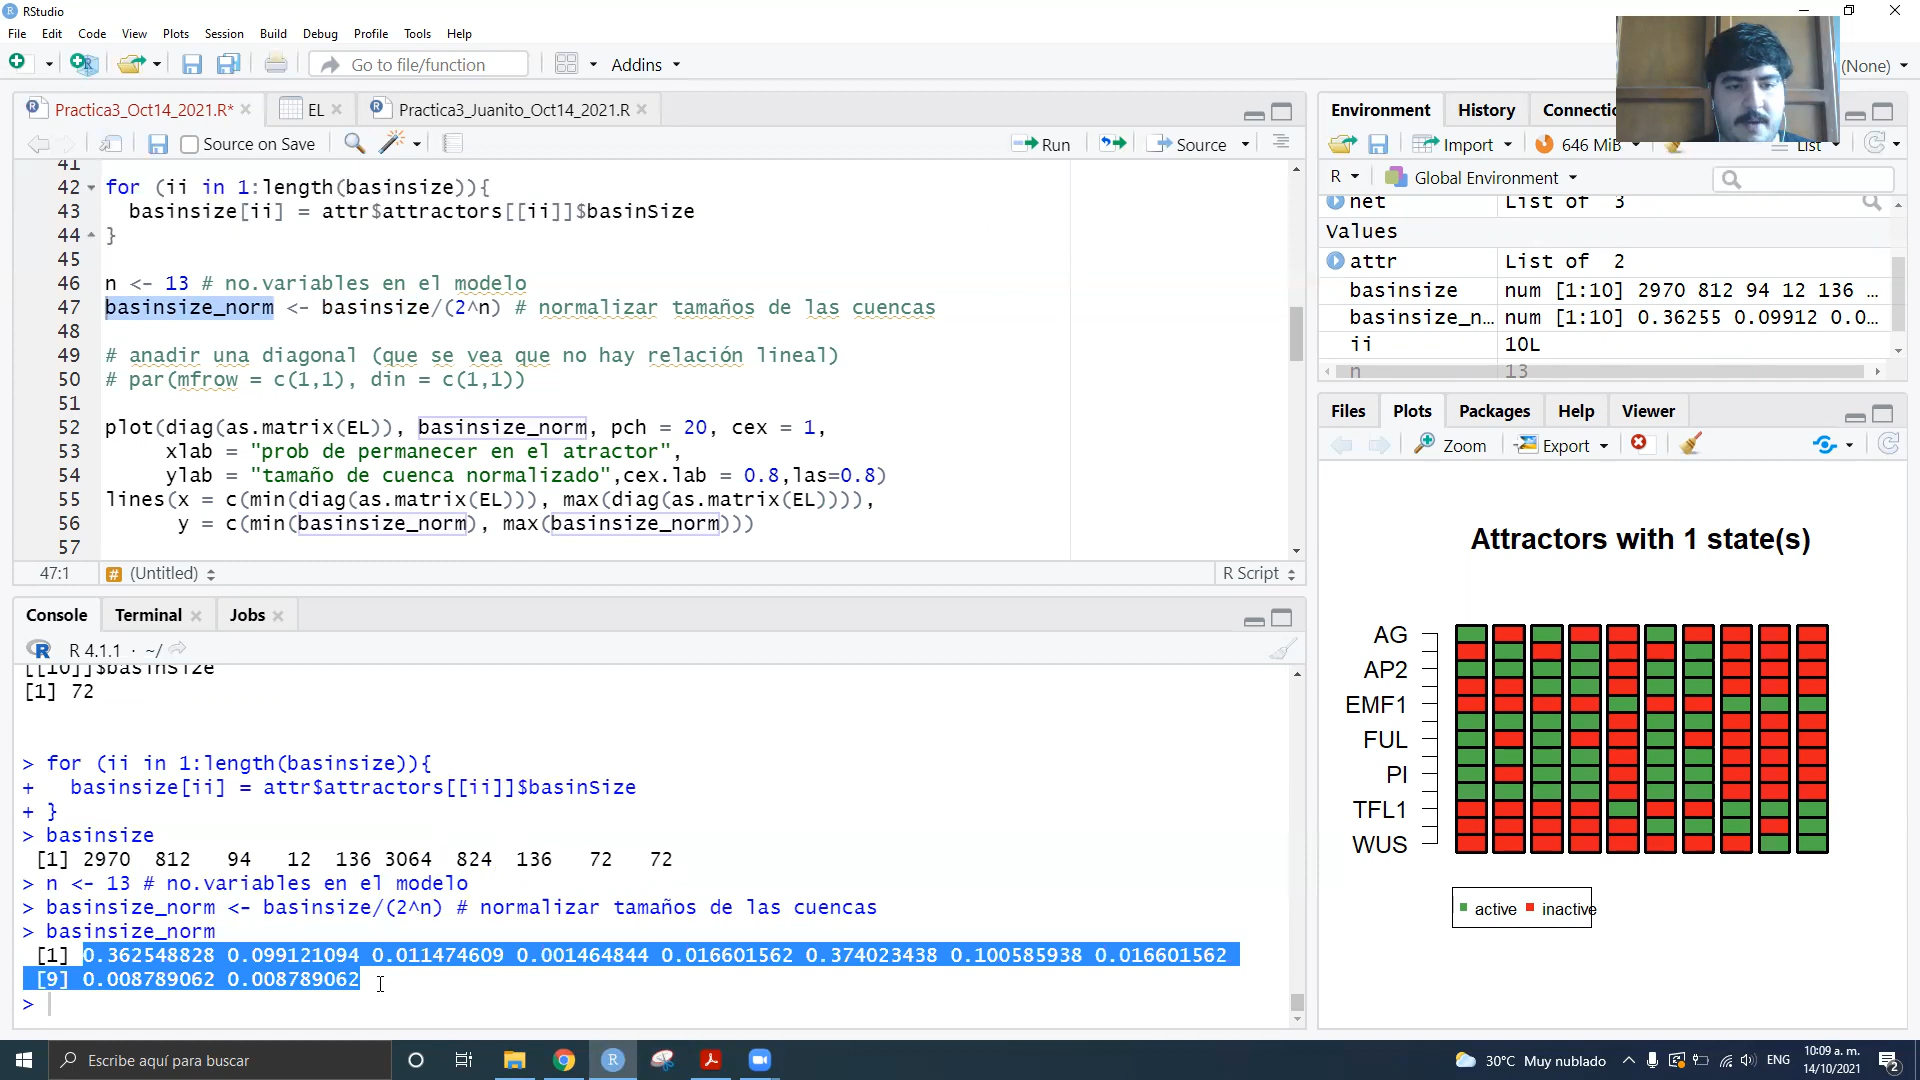 RStudio
File Edit Code View Plots Session Build Debug Profile Tools Help
Go to file/function Addins (None)
Practica3_Oct14_2021.R* EL Practica3_Juanito_Oct14_2021.R
Source on Save Run Source
41
42 for (ii in 1:length(basinsize)){
43 basinsize[ii] = attr$attractors[[ii]]$basinSize
44 }
45
46 n <- 13 # no.variables en el modelo
47 basinsize_norm <- basinsize/(2^n) # normalizar tamaños de las cuencas
48
49 # anadir una diagonal (que se vea que no hay relación lineal)
50 # par(mfrow = c(1,1), din = c(1,1))
51
52 plot(diag(as.matrix(EL)), basinsize_norm, pch = 20, cex = 1,
53 xlab = "prob de permanecer en el atractor",
54 ylab = "tamaño de cuenca normalizado",cex.lab = 0.8,las=0.8)
55 lines(x = c(min(diag(as.matrix(EL))), max(diag(as.matrix(EL)))),
56 y = c(min(basinsize_norm), max(basinsize_norm)))
57
47:1 (Untitled) R Script
Console Terminal Jobs
R 4.1.1 · ~/
[[10]]$basinSize
[1] 72
> for (ii in 1:length(basinsize)){
+ basinsize[ii] = attr$attractors[[ii]]$basinSize
+ }
> basinsize
[1] 2970 812 94 12 136 3064 824 136 72 72
> n <- 13 # no.variables en el modelo
> basinsize_norm <- basinsize/(2^n) # normalizar tamaños de las cuencas
> basinsize_norm
[1] 0.362548828 0.099121094 0.011474609 0.001464844 0.016601562 0.374023438 0.100585938 0.016601562
[9] 0.008789062 0.008789062
>
Environment History Connectio
Import 646 MiB List
R Global Environment
net List of 3
Values
attr List of 2
basinsize num [1:10] 2970 812 94 12 136 …
basinsize_n… num [1:10] 0.36255 0.09912 0.0…
ii 10L
n 13
Files Plots Packages Help Viewer
Zoom Export
Attractors with 1 state(s)
AG
AP2
EMF1
FUL
PI
TFL1
WUS
active inactive
Escribe aquí para buscar
30°C Muy nublado ENG 10:09 a. m.
14/10/2021
2